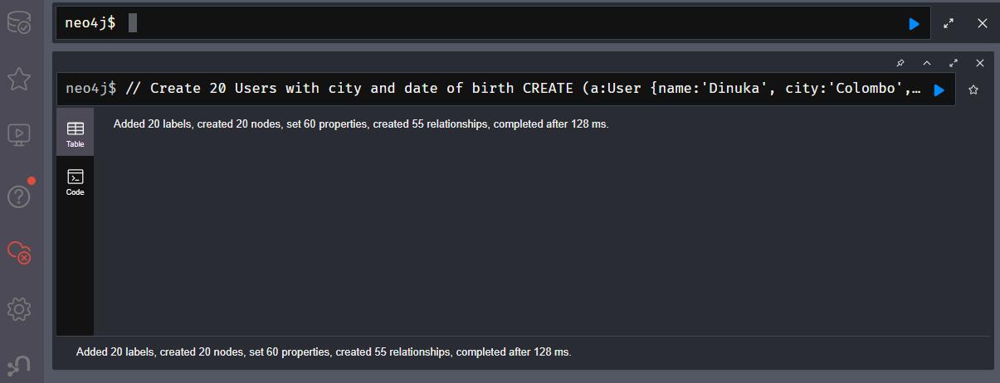 neo4j$
neo4j$ // Create 20 Users with city and date of birth CREATE (a:User {name:'Dinuka', city:'Colombo',…
Table
Added 20 labels, created 20 nodes, set 60 properties, created 55 relationships, completed after 128 ms.
Code
Added 20 labels, created 20 nodes, set 60 properties, created 55 relationships, completed after 128 ms.